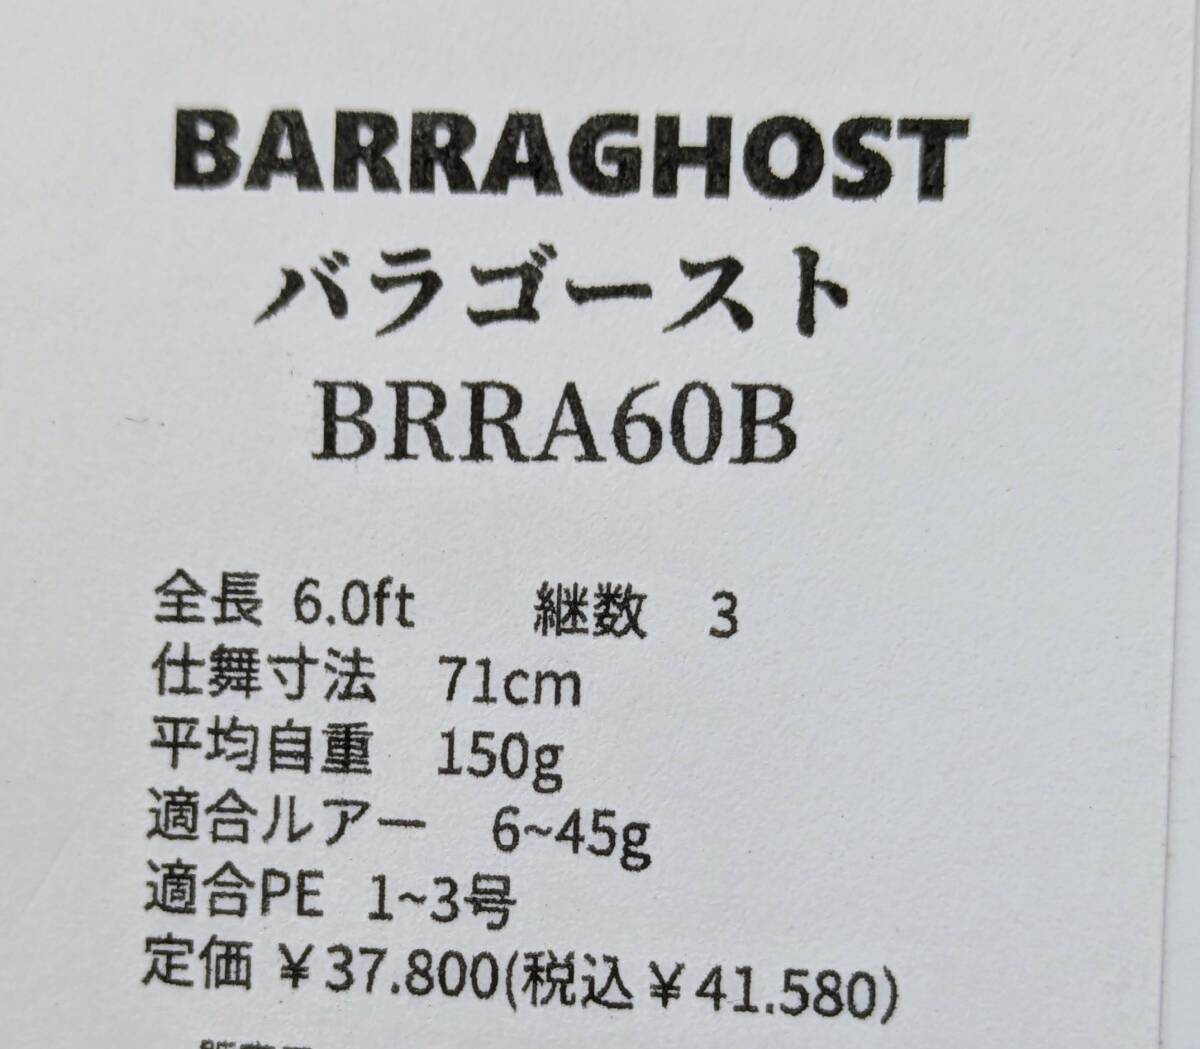 BARRAGHOST
バラゴースト
BRRA60B
全長 6.0ft 継数 3
仕舞寸法 71cm
平均自重 150g
適合ルアー 6~45g
適合PE 1~3号
定価 ¥37.800(税込¥41.580)